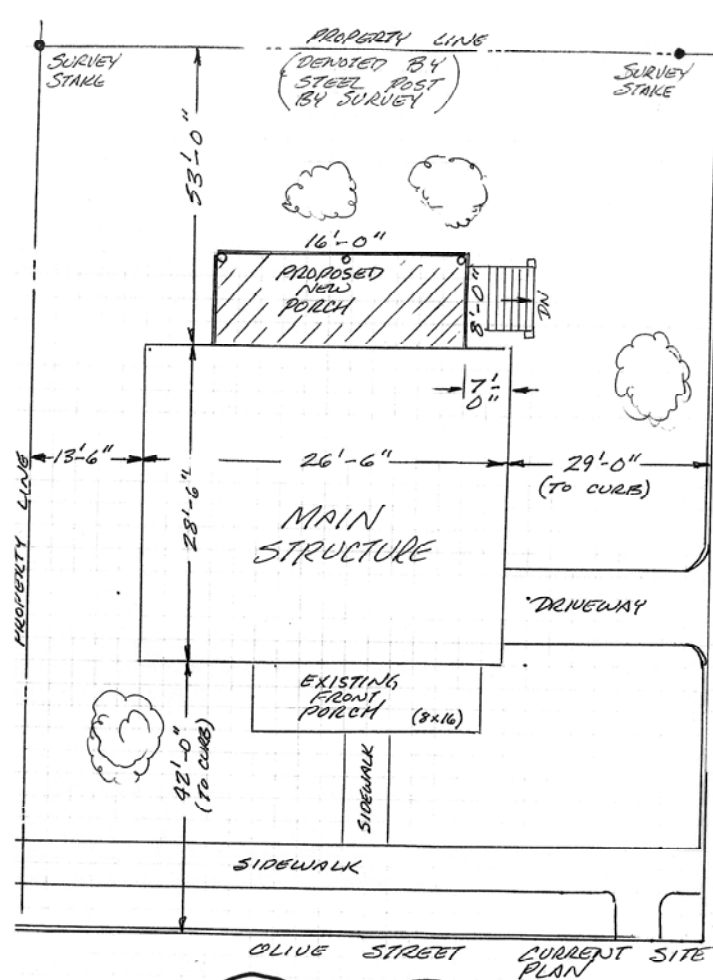 PROPERTY LINE
(DENOTED BY
STEEL POST
BY SURVEY)
SURVEY
STAKE
SURVEY
STAKE
53'-0"
16'-0"
PROPOSED
NEW
PORCH
8'-0"
DN
7'-
0"
13'-6"
26'-6"
29'-0"
(TO CURB)
28'-6"
MAIN
STRUCTURE
PROPERTY LINE
DRIVEWAY
EXISTING
FRONT
PORCH (8x16)
42'-0"
(TO CURB)
SIDEWALK
SIDEWALK
OLIVE STREET
CURRENT SITE
PLAN